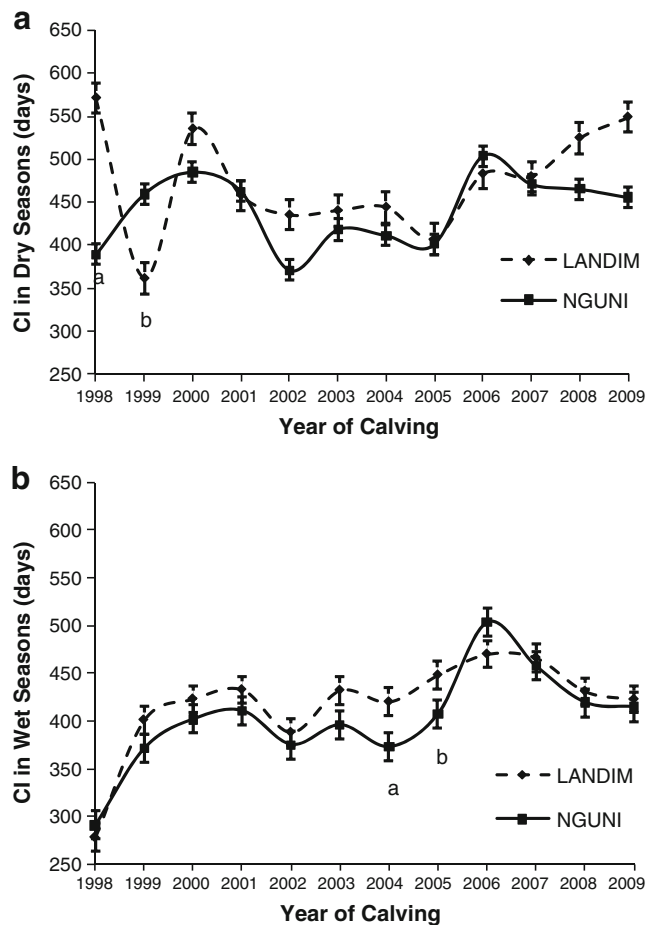 a
CI in Dry Seasons (days)
650
600
550
500
450
400
350
300
250
a
b
LANDIM
NGUNI
1998 1999 2000 2001 2002 2003 2004 2005 2006 2007 2008 2009
Year of Calving
b
CI in Wet Seasons (days)
650
600
550
500
450
400
350
300
250
a
b
LANDIM
NGUNI
1998 1999 2000 2001 2002 2003 2004 2005 2006 2007 2008 2009
Year of Calving